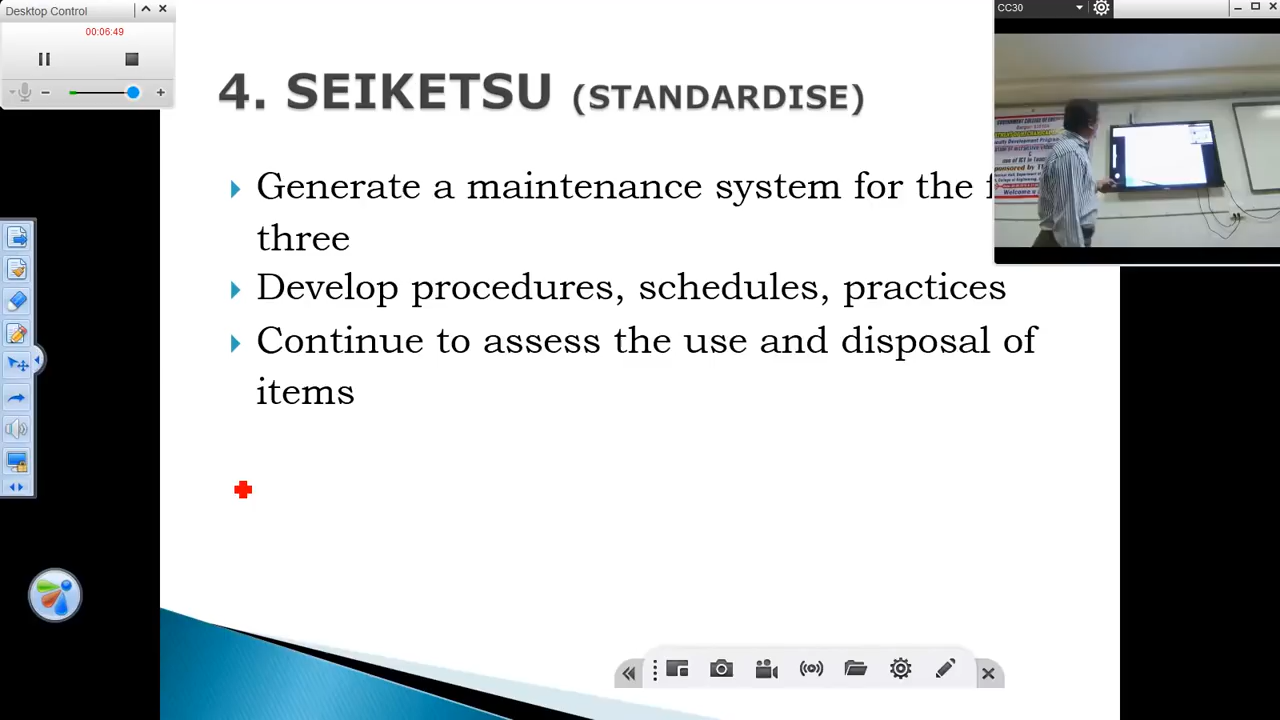 Desktop Control
00:06:49
CC30
4. SEIKETSU (STANDARDISE)
Generate a maintenance system for the
three
Develop procedures, schedules, practices
Continue to assess the use and disposal of
items